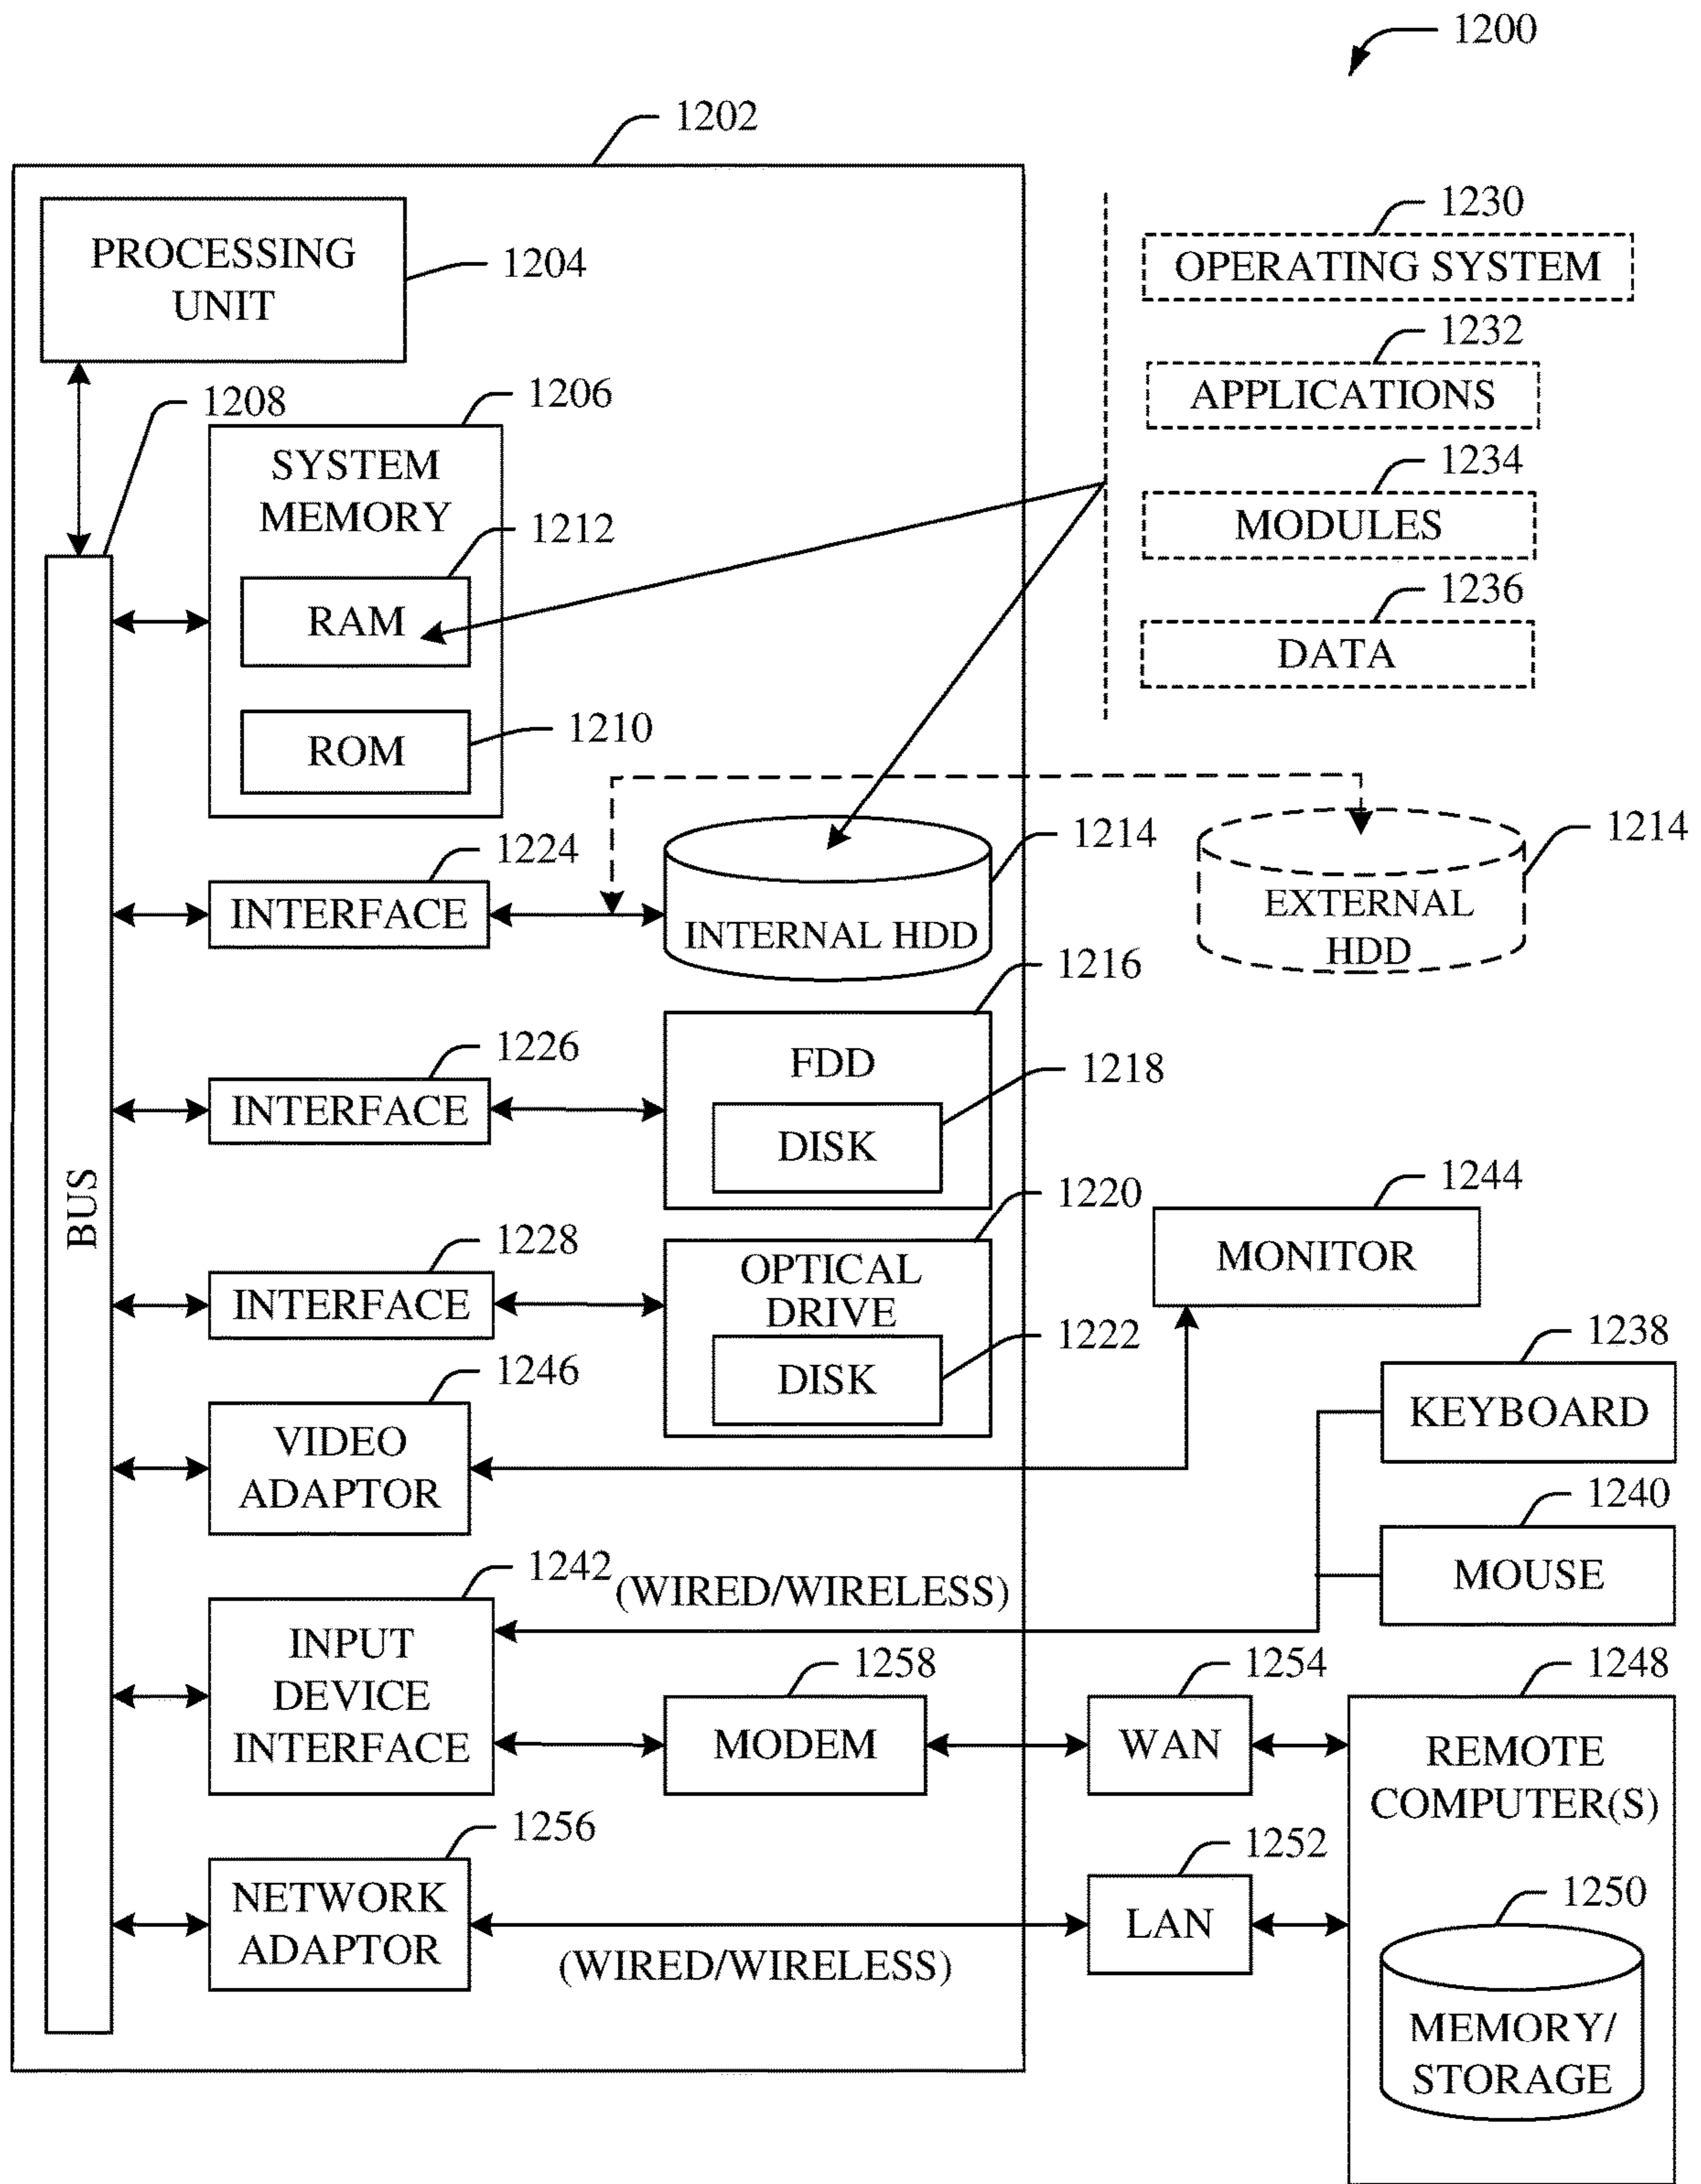 1200
1202
PROCESSING
UNIT
1204
1230
OPERATING SYSTEM
1232
APPLICATIONS
1234
MODULES
1236
DATA
1208
1206
SYSTEM
MEMORY
1212
RAM
1210
ROM
1224
INTERFACE
1214
INTERNAL HDD
1214
EXTERNAL
HDD
1216
1226
INTERFACE
FDD
1218
DISK
BUS
1220
1228
INTERFACE
OPTICAL
DRIVE
1222
DISK
1244
MONITOR
1246
VIDEO
ADAPTOR
1238
KEYBOARD
1240
MOUSE
1242
(WIRED/WIRELESS)
INPUT
DEVICE
INTERFACE
1258
MODEM
1254
WAN
1248
REMOTE
COMPUTER(S)
1256
NETWORK
ADAPTOR
(WIRED/WIRELESS)
1252
LAN
1250
MEMORY/
STORAGE